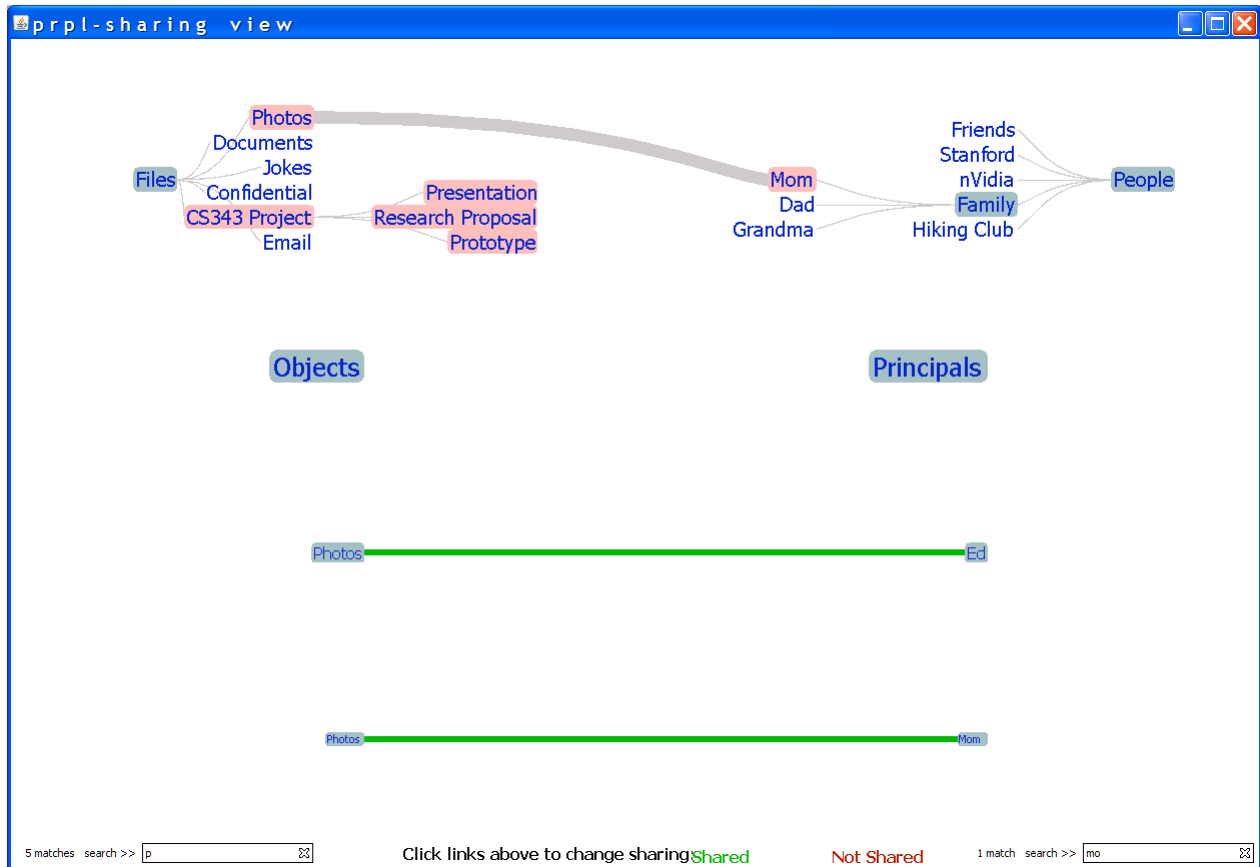 prpl-sharing view
Photos
Friends
Documents
Stanford
Jokes
Files
Mom
nVidia
People
Confidential
Presentation
Dad
Family
CS343 Project
Research Proposal
Grandma
Hiking Club
Email
Prototype
Objects
Principals
Photos
Ed
Photos
Mom
5 matches search >> p
Click links above to change sharing:
Shared
Not Shared
1 match search >> mo